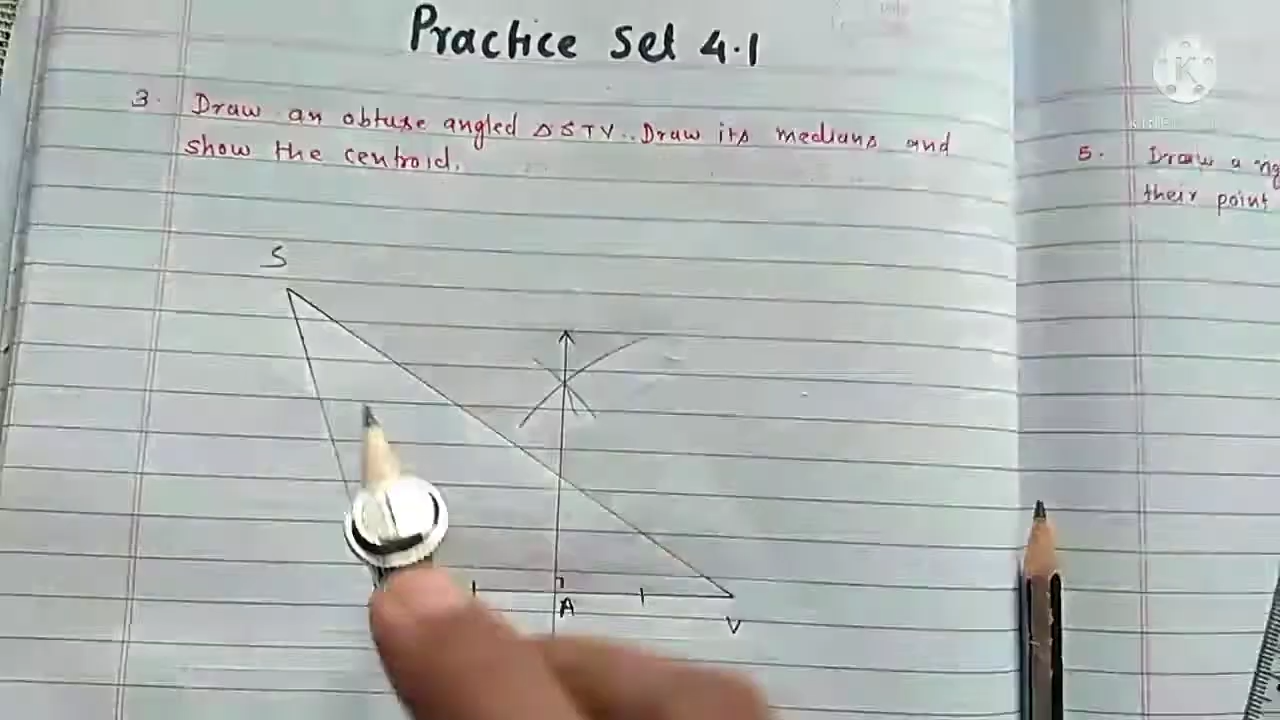 Practice Set 4.1
3. Draw an obtuse angled Δ STV. Draw its medians and
show the centroid.
5. Draw a rig
their point
S
A
V
K